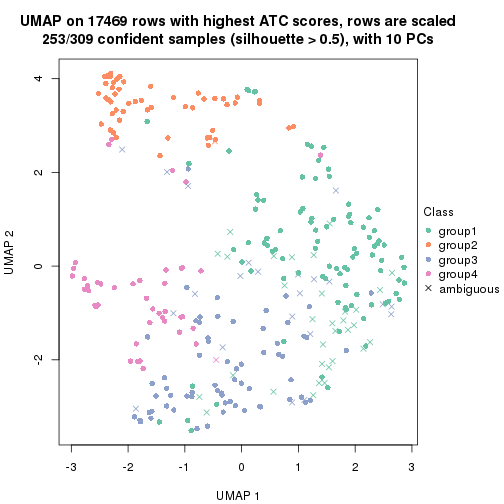 UMAP on 17469 rows with highest ATC scores, rows are scaled
253/309 confident samples (silhouette > 0.5), with 10 PCs
4
2
0
-2
UMAP 2
-3
-2
-1
0
1
2
3
UMAP 1
Class
group1
group2
group3
group4
ambiguous